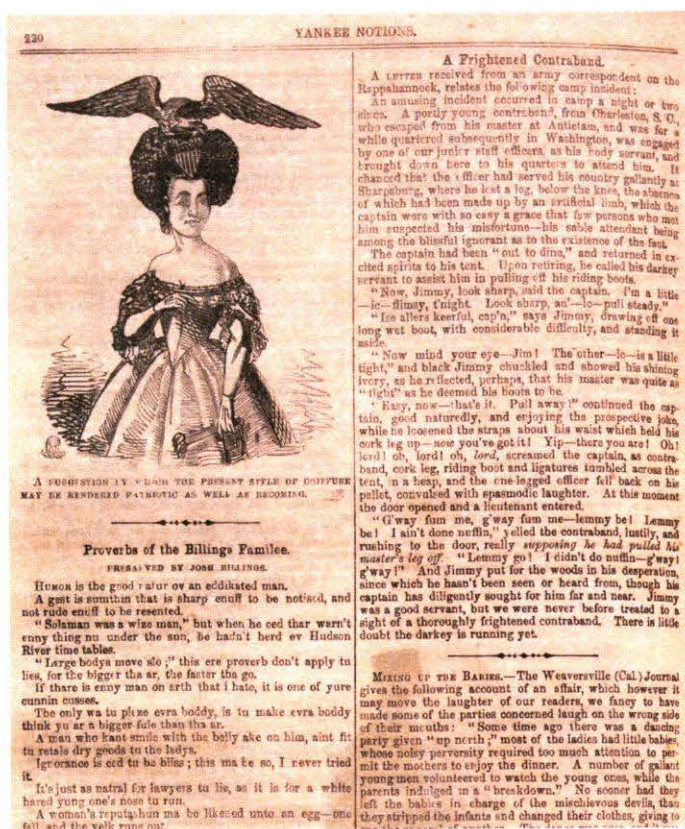 220
YANKEE NOTIONS.
A SUGGESTION BY WHICH THE PRESENT STYLE OF COIFFURE
MAY BE RENDERED PATRIOTIC AS WELL AS BECOMING.
Proverbs of the Billings Familee.
PRESARVED BY JOSH BILLINGS.
HUMOR is the good natur ov an eddikated man.
A gest is sumthin that is sharp enuff to be notised, and
not rude enuff to be resented.
"Solaman was a wize man," but when he ced thar warn't
enny thing nu under the sun, he hadn't herd ev Hudson
River time tables.
"Large bodys move slo;" this ere proverb don't apply tu
lies, for the bigger tha ar, the faster tha go.
If thare is enny man on arth that i hate, it is one of yure
cunnin cusses.
The only wa tu pleze evra boddy, is tu make evra boddy
think yu ar a bigger fule than tha ar.
A man who kant smile with the belly ake on him, aint fit
tu retale dry goods to the ladys.
Ignorance is ced tu be bliss; this ma be so, I never tried
it.
It's just as natral for lawyers tu lie, as it is for a white
hared yung one's nose tu run.
A woman's reputashun ma be likened unto an egg—one
fall, and the yelk runs out.
A Frightened Contraband.
A LETTER received from an army correspondent on the
Rappahannock, relates the following camp incident:
An amusing incident occurred in camp a night or two
since. A portly young contraband, from Charleston, S. C.,
who escaped from his master at Antietam, and was for a
while quartered subsequently in Washington, was engaged
by one of our junior staff officers, as his body servant, and
brought down here to his quarters to attend him. It
chanced that the officer had served his country gallantly at
Sharpsburg, where he lost a leg, below the knee, the absence
of which had been made up by an artificial limb, which the
captain wore with so easy a grace that few persons who met
him suspected his misfortune—his sable attendant being
among the blissful ignorant as to the existence of the fact.
The captain had been "out to dine," and returned in ex-
cited spirits to his tent. Upon retiring, he called his darkey
servant to assist him in pulling off his riding boots.
"Now, Jimmy, look sharp, said the captain. I'm a little
—ic—flimsy, t'night. Look sharp, an'—ic—pull steady."
"Ise allers keerful, cap'n," says Jimmy, drawing off one
long wet boot, with considerable difficulty, and standing it
aside.
"Now mind your eye—Jim! The other—ic—is a little
tight," and black Jimmy chuckled and showed his shining
ivory, as he reflected, perhaps, that his master was quite as
"tight" as he deemed his boots to be.
"Easy, now—that's it. Pull away!" continued the cap-
tain, good naturedly, and enjoying the prospective joke,
while he loosened the straps about his waist which held his
cork leg up—now you've got it! Yip—there you are! Oh!
lord! oh, lord! oh, lord, screamed the captain, as contra-
band, cork leg, riding boot and ligatures tumbled across the
tent, in a heap, and the one-legged officer fell back on his
pallet, convulsed with spasmodic laughter. At this moment
the door opened and a lieutenant entered.
"G'way fum me, g'way fum me—lemmy be! Lemmy
be! I ain't done nuffin," yelled the contraband, lustily, and
rushing to the door, really supposing he had pulled his
master's leg off. "Lemmy go! I didn't do nuffin—g'way!
g'way!" And Jimmy put for the woods in his desperation,
since which he hasn't been seen or heard from, though his
captain has diligently sought for him far and near. Jimmy
was a good servant, but we were never before treated to a
sight of a thoroughly frightened contraband. There is little
doubt the darkey is running yet.
MIXING UP THE BABIES.—The Weaversville (Cal.) Journal
gives the following account of an affair, which however it
may move the laughter of our readers, we fancy to have
made some of the parties concerned laugh on the wrong side
of their mouths: "Some time ago there was a dancing
party given "up north;" most of the ladies had little babies,
whose noisy perversity required too much attention to per-
mit the mothers to enjoy the dinner. A number of gallant
young men volunteered to watch the young ones, while the
parents indulged in a "breakdown." No sooner had they
left the babies in charge of the mischievous devils, than
they stripped the infants and changed their clothes, giving to